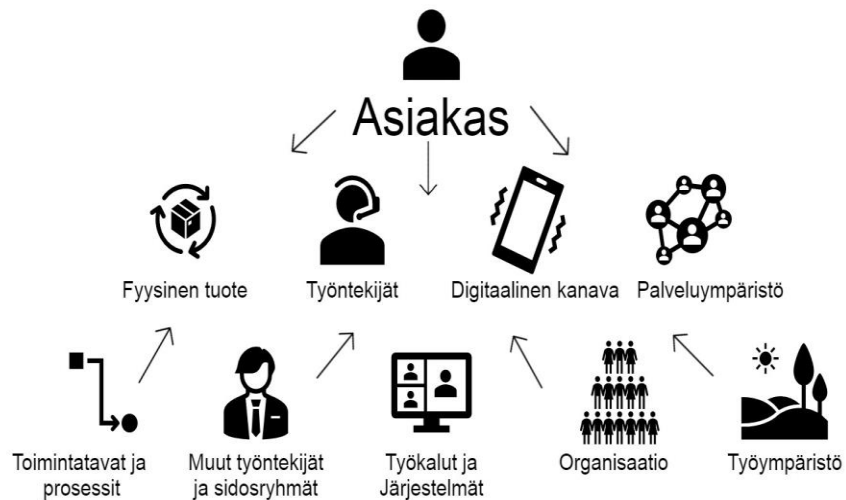 Asiakas
Fyysinen tuote
Työntekijät
Digitaalinen kanava
Palveluympäristö
Toimintatavat ja
prosessit
Muut työntekijät
ja sidosryhmät
Työkalut ja
Järjestelmät
Organisaatio
Työympäristö